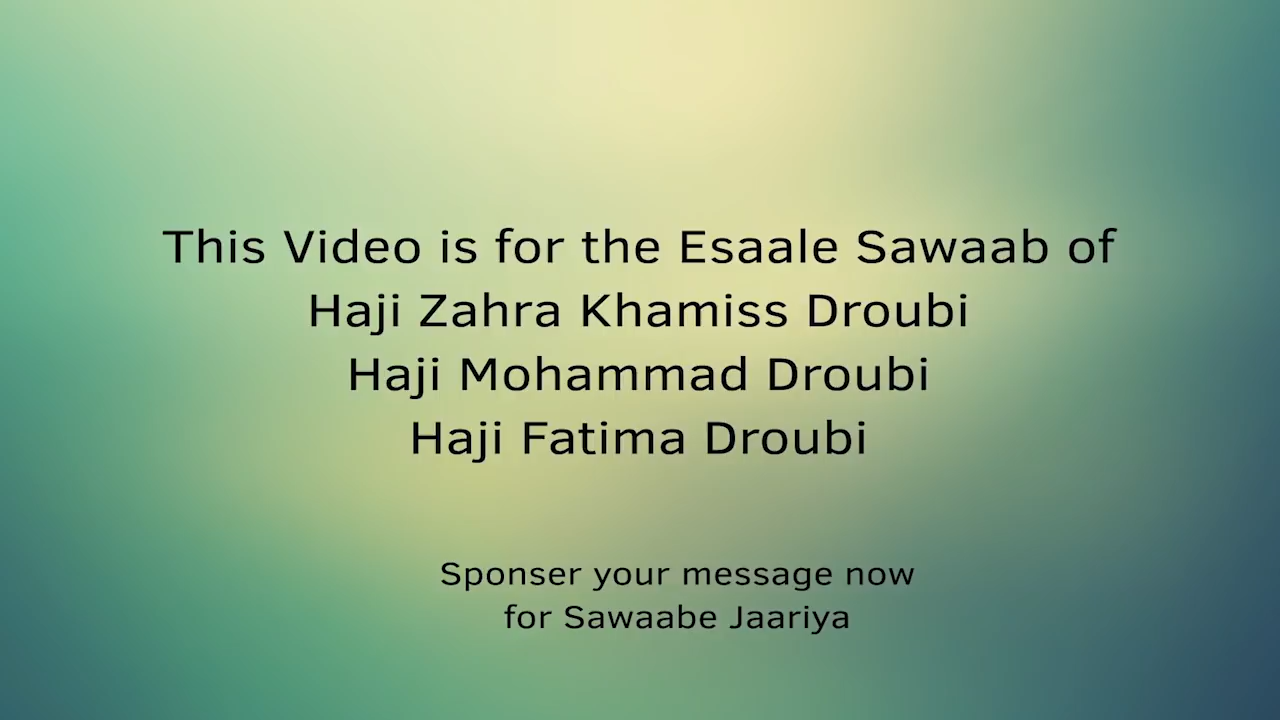 This Video is for the Esaale Sawaab of
Haji Zahra Khamiss Droubi
Haji Mohammad Droubi
Haji Fatima Droubi
Sponser your message now
for Sawaabe Jaariya